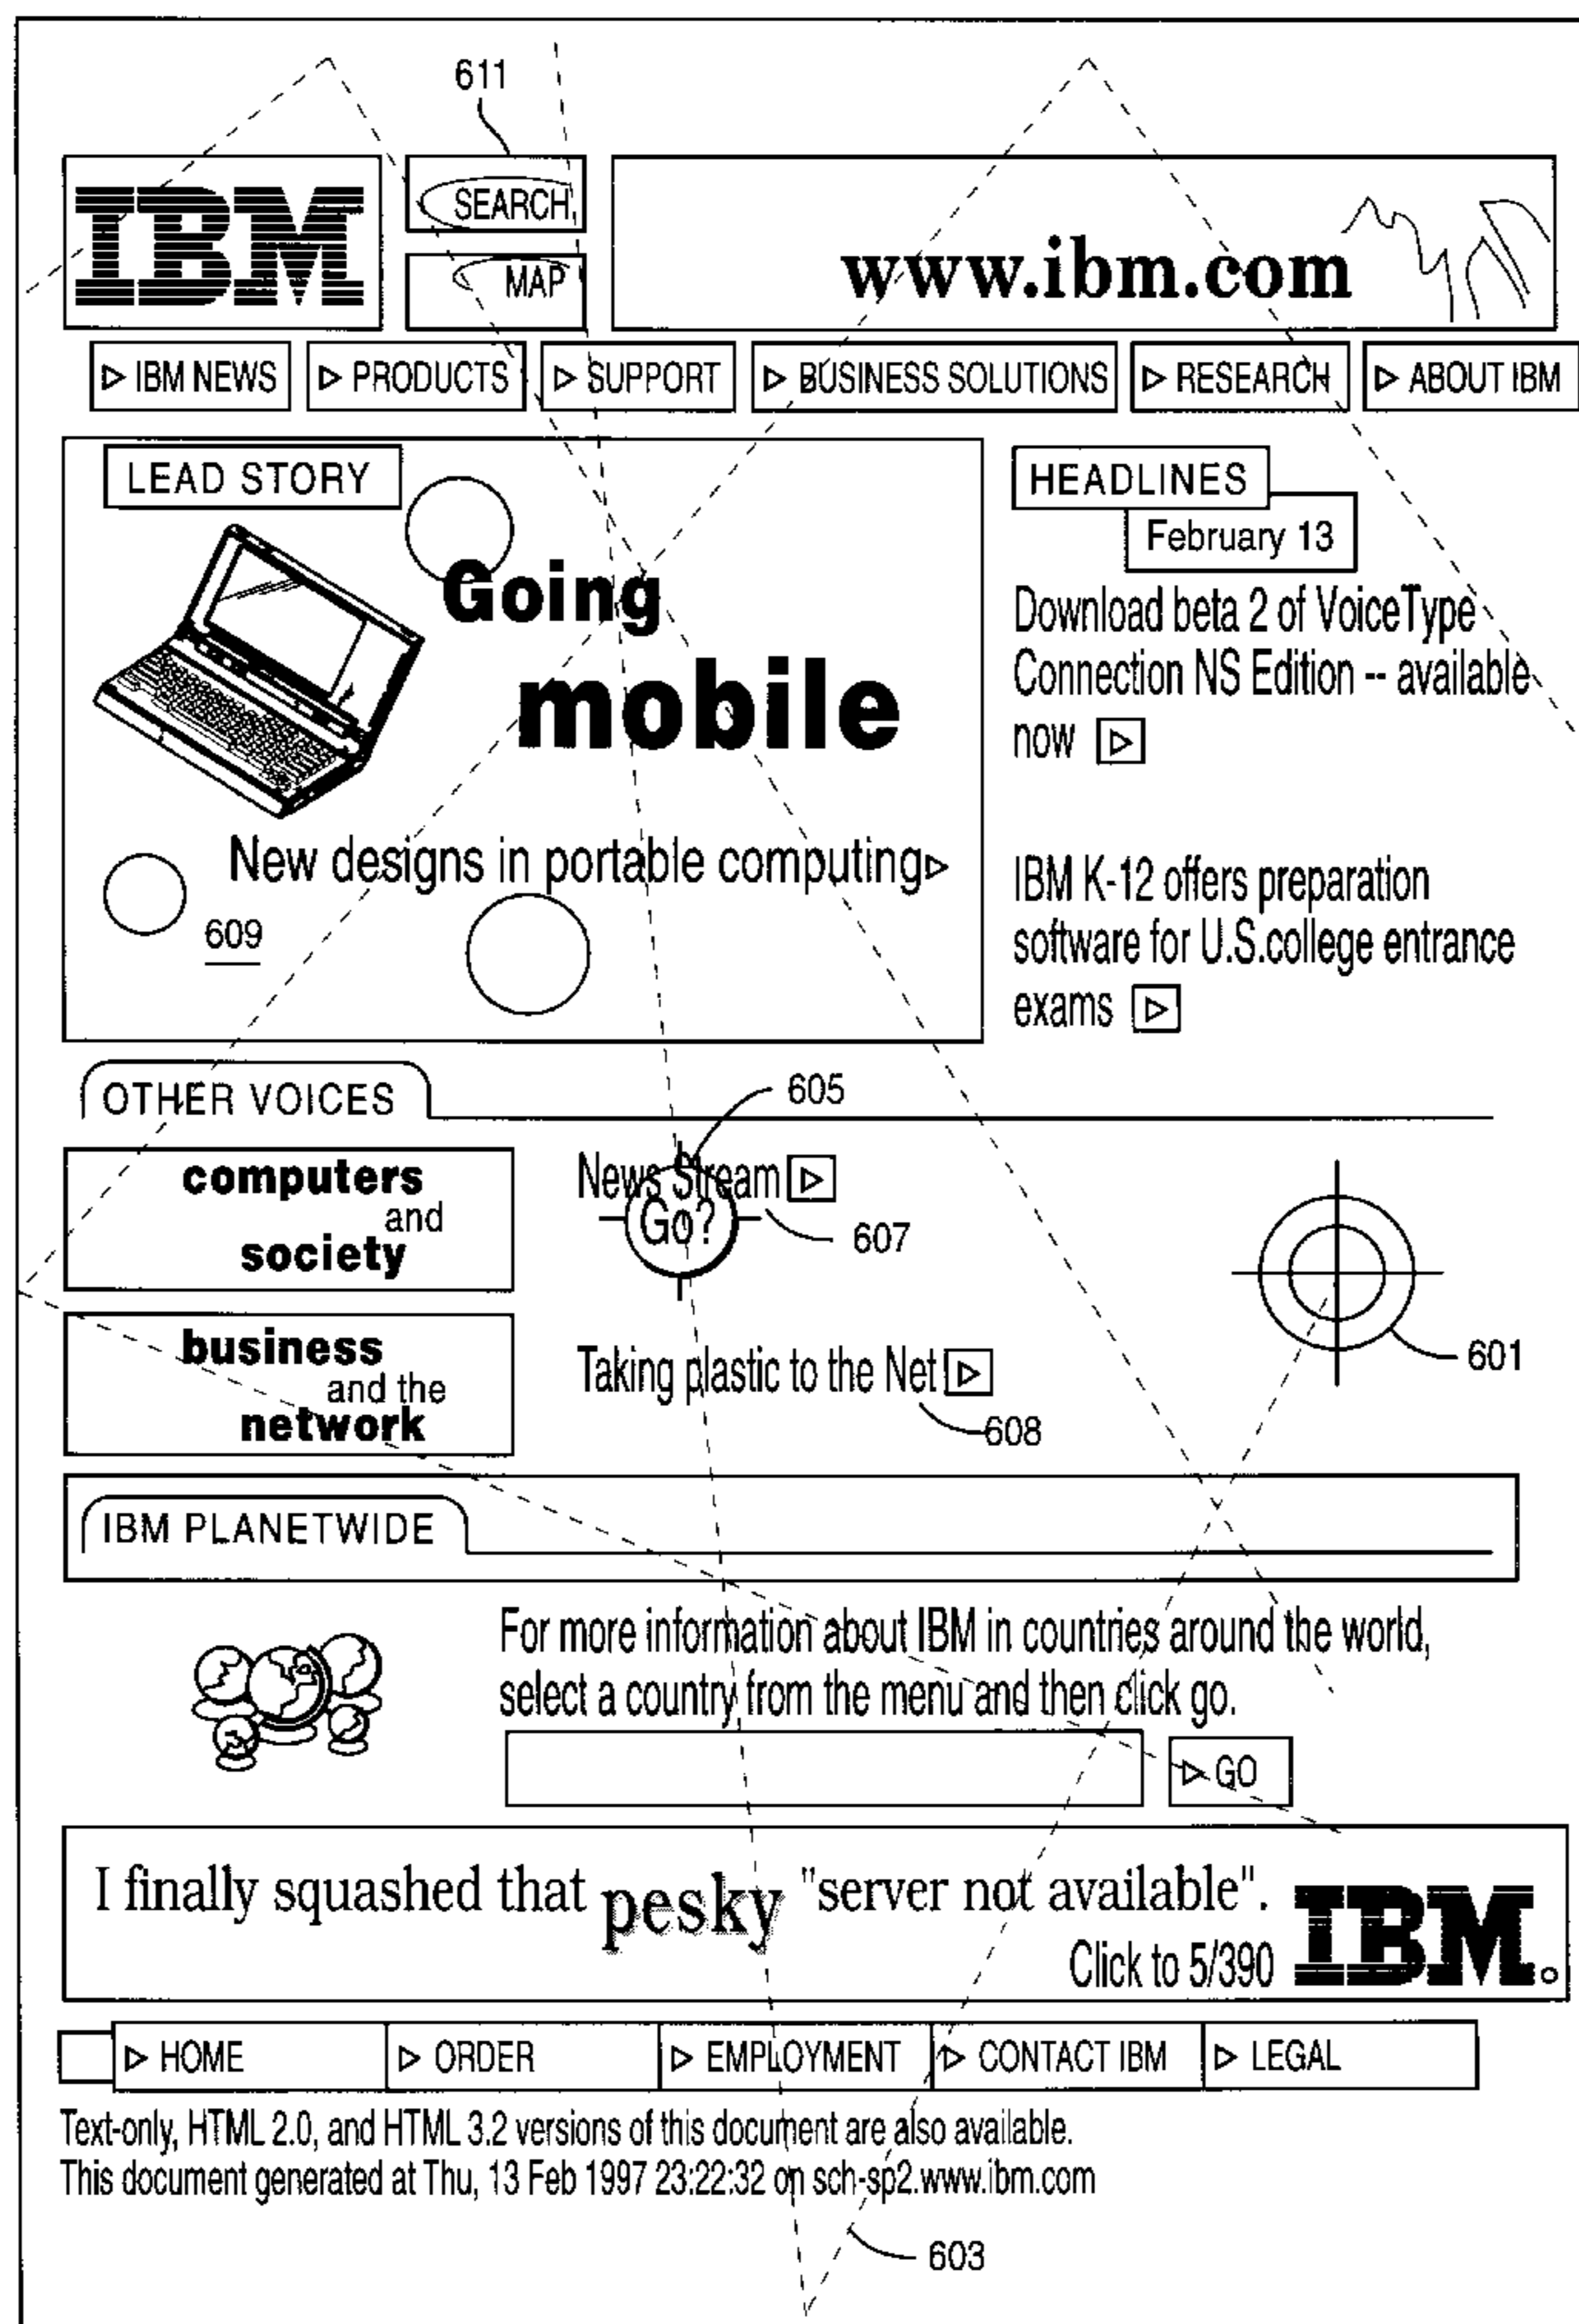 611
IBM
SEARCH
MAP
www.ibm.com
IBM NEWS
PRODUCTS
SUPPORT
BUSINESS SOLUTIONS
RESEARCH
ABOUT IBM
LEAD STORY
Going
mobile
New designs in portable computing
609
HEADLINES
February 13
Download beta 2 of VoiceType
Connection NS Edition -- available
now
IBM K-12 offers preparation
software for U.S.college entrance
exams
OTHER VOICES
605
computers
and
society
News Stream
Go?
607
601
business
and the
network
Taking plastic to the Net
608
IBM PLANETWIDE
For more information about IBM in countries around the world,
select a country from the menu and then click go.
GO
I finally squashed that pesky "server not available".
Click to 5/390
IBM
HOME
ORDER
EMPLOYMENT
CONTACT IBM
LEGAL
Text-only, HTML 2.0, and HTML 3.2 versions of this document are also available.
This document generated at Thu, 13 Feb 1997 23:22:32 on sch-sp2.www.ibm.com
603